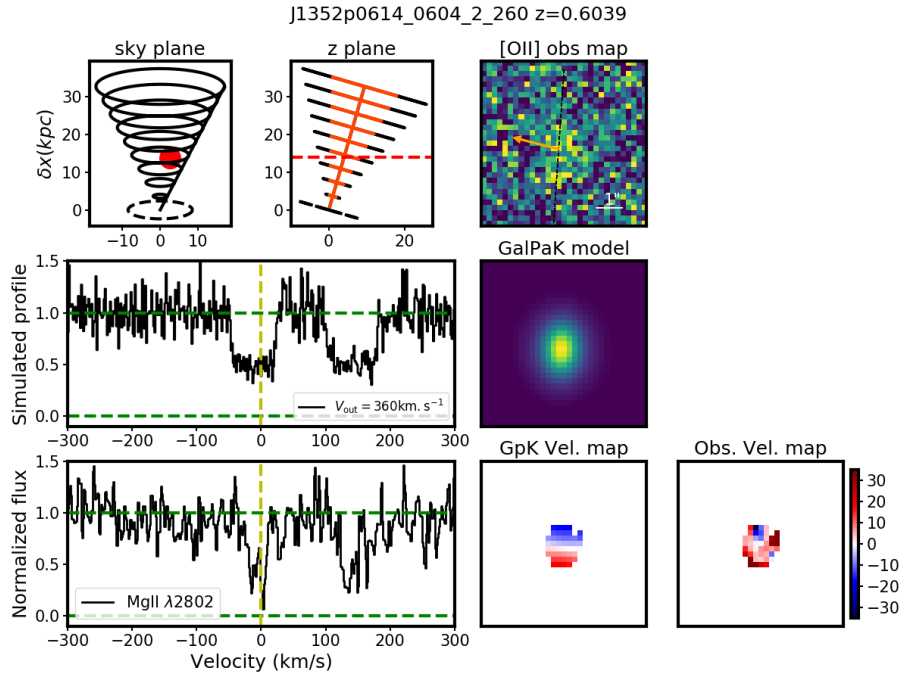 J1352p0614_0604_2_260 z=0.6039
sky plane
z plane
[OII] obs map
δx(kpc)
30
20
10
0
−10 0 10
30
20
10
0
0 20
1"
Simulated profile
1.5
1.0
0.5
0.0
V_out = 360km. s⁻¹
−300 −200 −100 0 100 200 300
GalPaK model
Normalized flux
1.5
1.0
0.5
0.0
MgII λ2802
−300 −200 −100 0 100 200 300
Velocity (km/s)
GpK Vel. map
Obs. Vel. map
30
20
10
0
−10
−20
−30